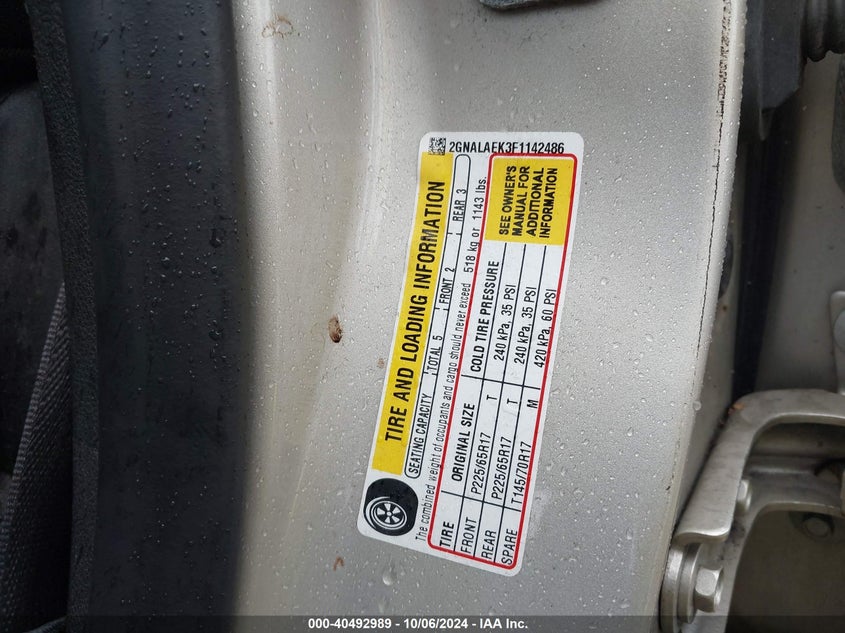 2GNALAEK3F1142486
TIRE AND LOADING INFORMATION
SEATING CAPACITY TOTAL 5 FRONT 2 REAR 3
The combined weight of occupants and cargo should never exceed 518 kg or 1143 lbs.
TIRE ORIGINAL SIZE COLD TIRE PRESSURE
FRONT P225/65R17 T 240 kPa, 35 PSI
REAR P225/65R17 T 240 kPa, 35 PSI
SPARE T145/70R17 M 420 kPa, 60 PSI
SEE OWNER'S
MANUAL FOR
ADDITIONAL
INFORMATION
000-40492989 - 10/06/2024 - IAA Inc.